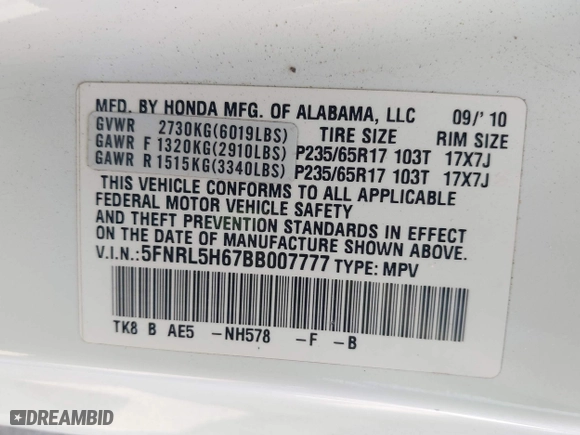 MFD. BY HONDA MFG. OF ALABAMA, LLC 09/'10
GVWR 2730KG(6019LBS) TIRE SIZE RIM SIZE
GAWR F 1320KG(2910LBS) P235/65R17 103T 17X7J
GAWR R 1515KG(3340LBS) P235/65R17 103T 17X7J
THIS VEHICLE CONFORMS TO ALL APPLICABLE
FEDERAL MOTOR VEHICLE SAFETY
AND THEFT PREVENTION STANDARDS IN EFFECT
ON THE DATE OF MANUFACTURE SHOWN ABOVE.
V.I.N.:5FNRL5H67BB007777 TYPE: MPV
TK8 B AE5 -NH578 -F -B
DREAMBID